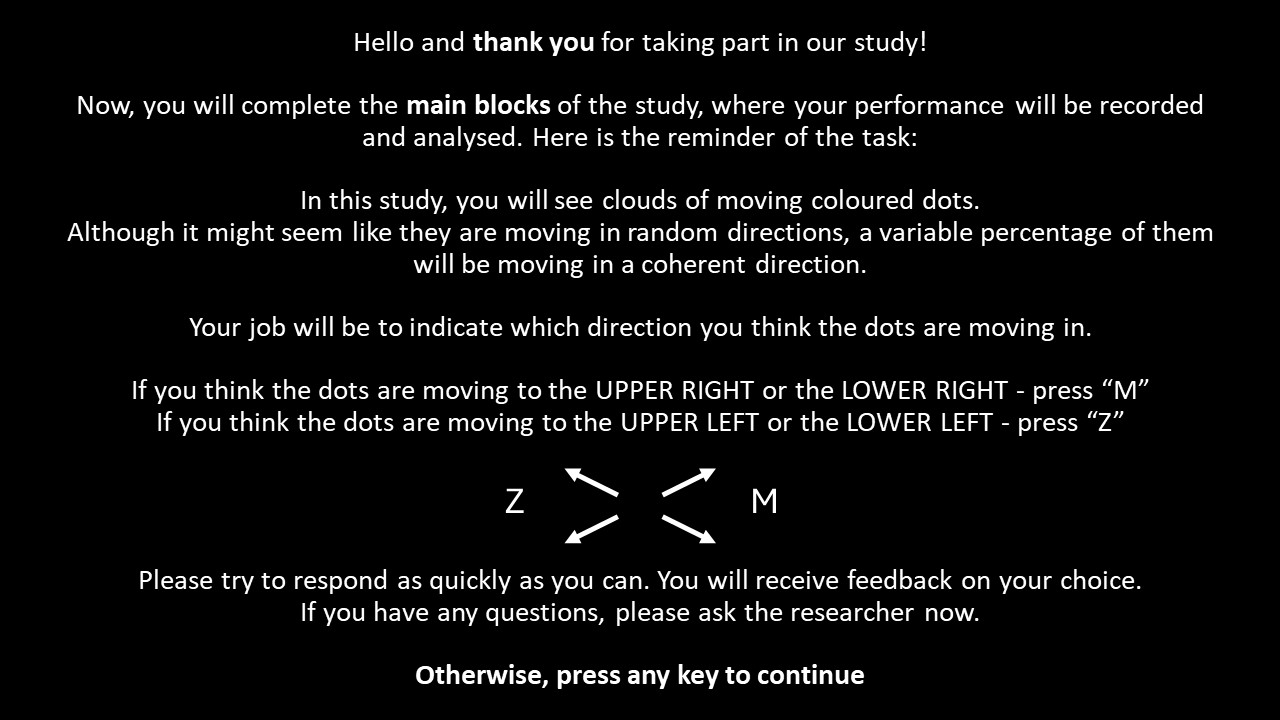 Hello and thank you for taking part in our study!
Now, you will complete the main blocks of the study, where your performance will be recorded
and analysed. Here is the reminder of the task:
In this study, you will see clouds of moving coloured dots.
Although it might seem like they are moving in random directions, a variable percentage of them
will be moving in a coherent direction.
Your job will be to indicate which direction you think the dots are moving in.
If you think the dots are moving to the UPPER RIGHT or the LOWER RIGHT - press “M”
If you think the dots are moving to the UPPER LEFT or the LOWER LEFT - press “Z”
Z M
Please try to respond as quickly as you can. You will receive feedback on your choice.
If you have any questions, please ask the researcher now.
Otherwise, press any key to continue